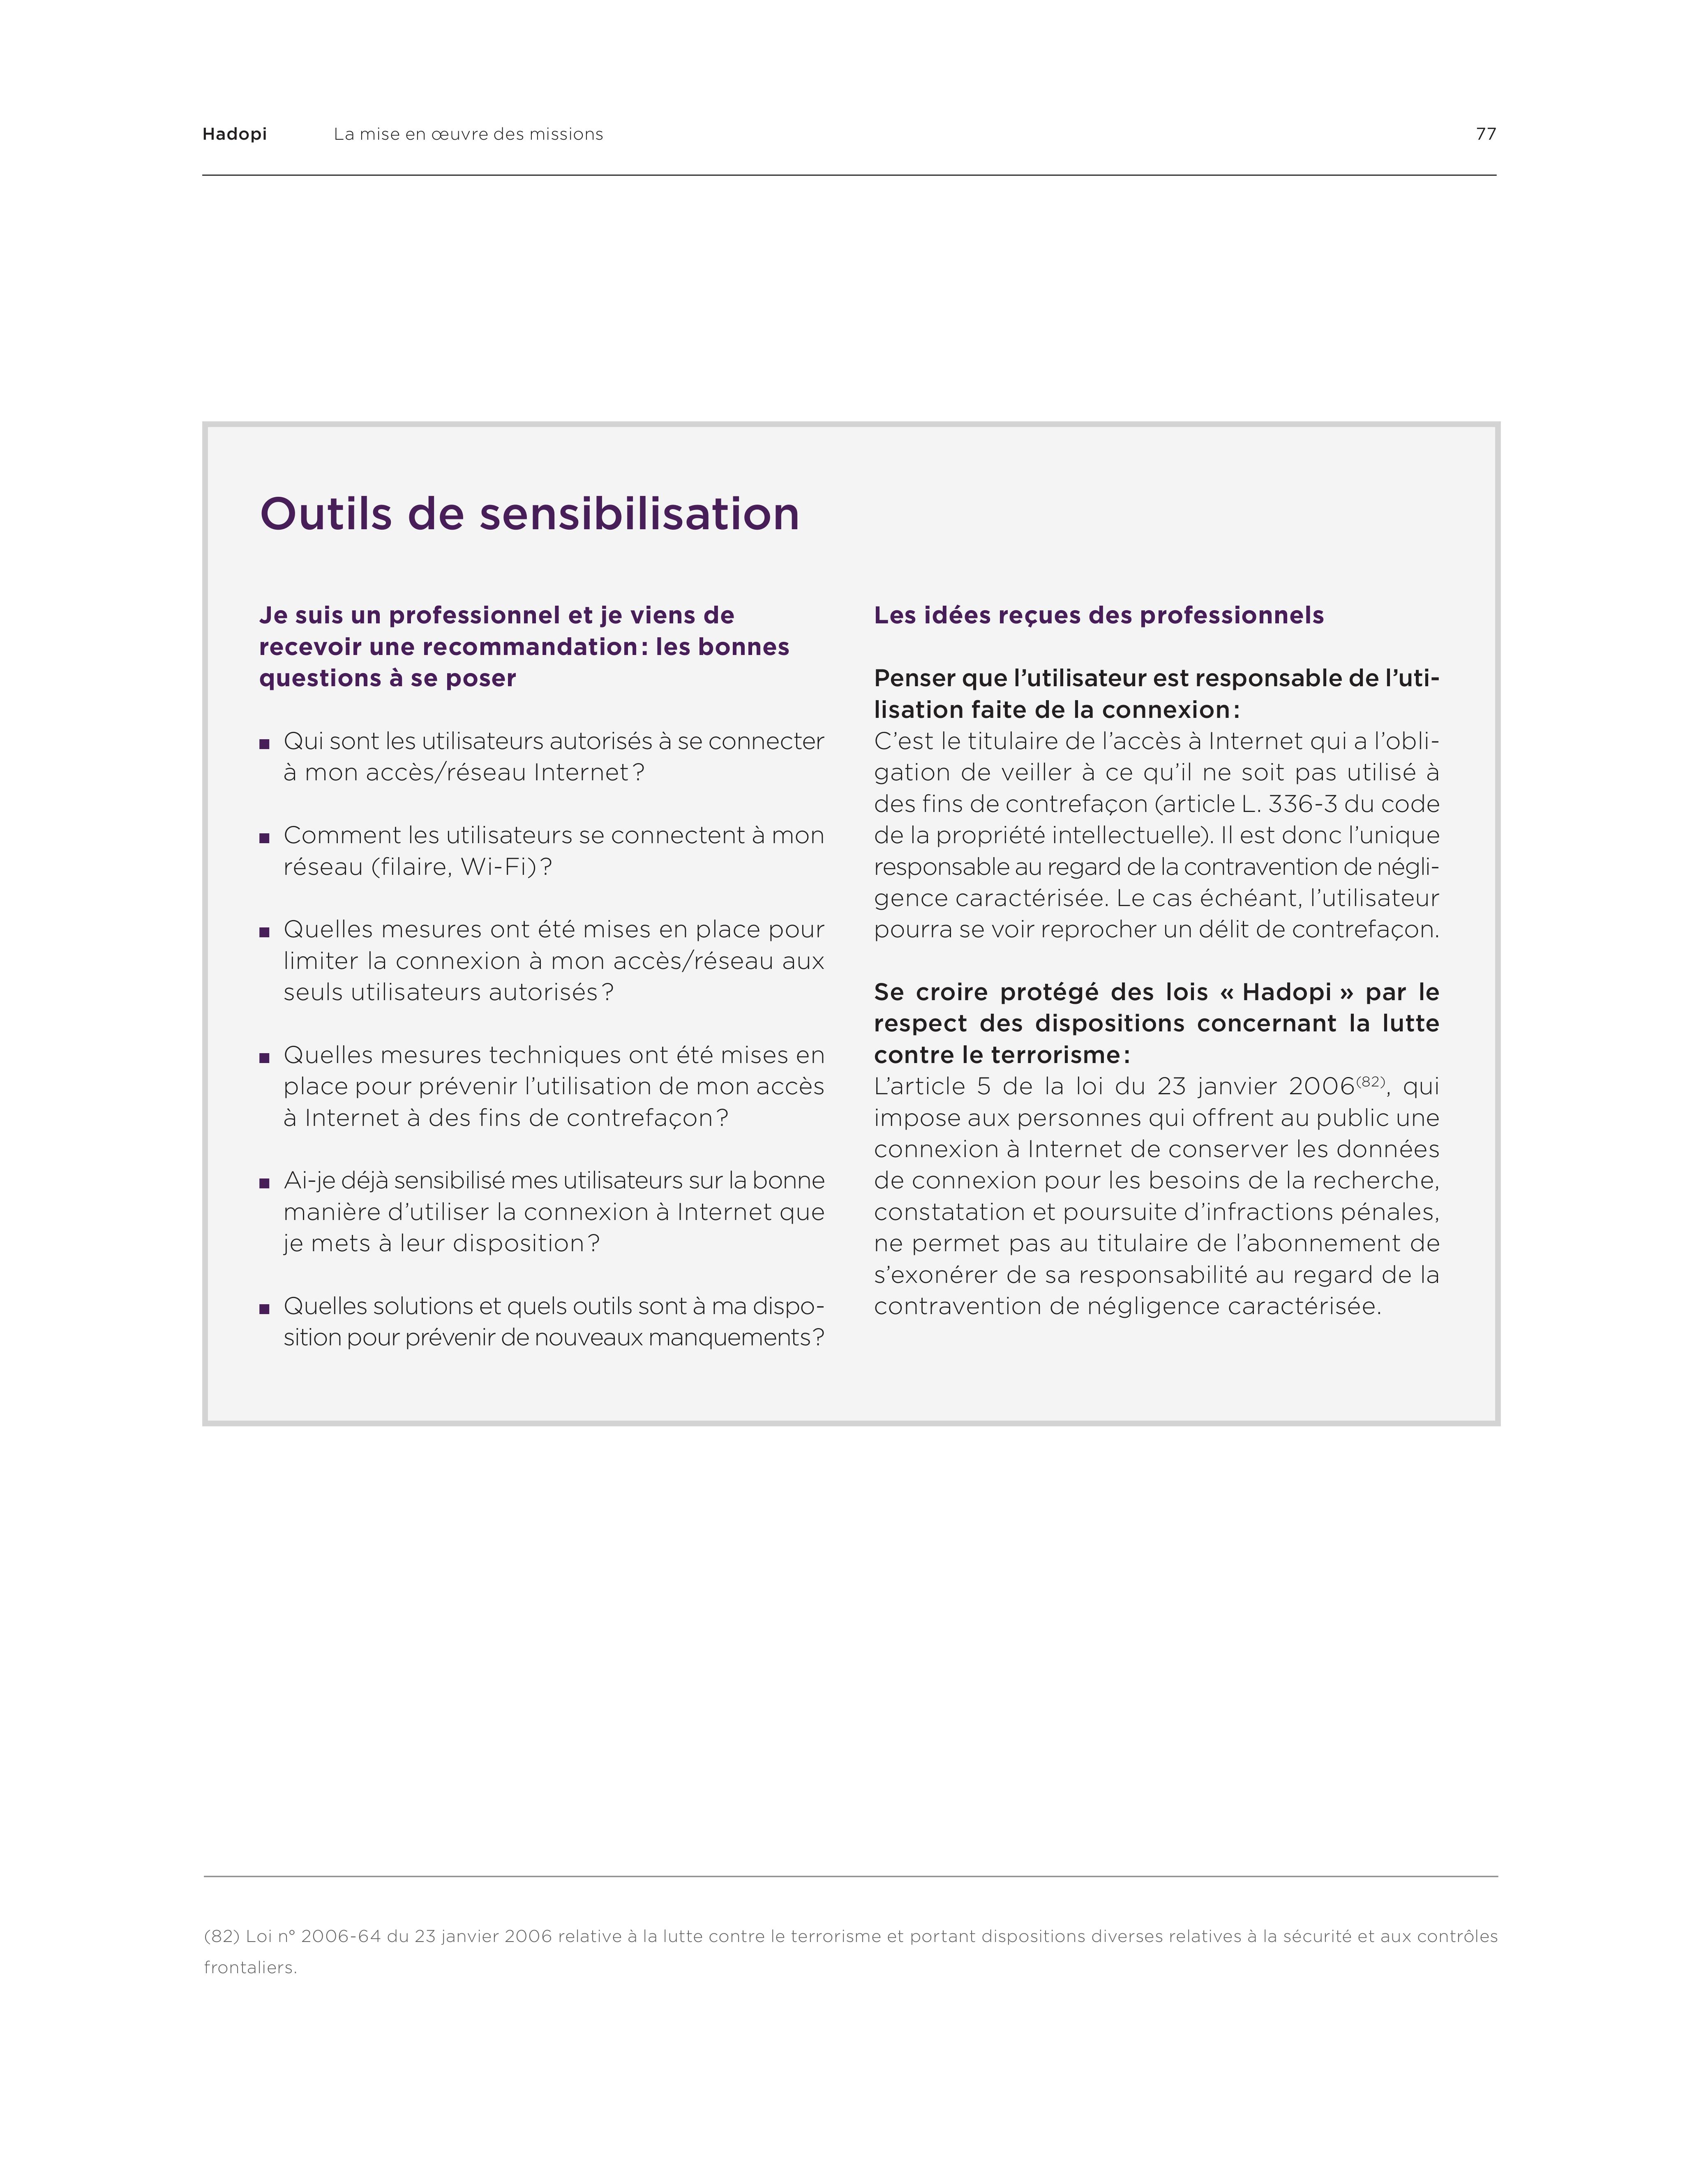 Hadopi La mise en œuvre des missions 77
Outils de sensibilisation
Je suis un professionnel et je viens de
recevoir une recommandation : les bonnes
questions à se poser
■ Qui sont les utilisateurs autorisés à se connecter
à mon accès/réseau Internet ?
■ Comment les utilisateurs se connectent à mon
réseau (filaire, Wi-Fi) ?
■ Quelles mesures ont été mises en place pour
limiter la connexion à mon accès/réseau aux
seuls utilisateurs autorisés ?
■ Quelles mesures techniques ont été mises en
place pour prévenir l’utilisation de mon accès
à Internet à des fins de contrefaçon ?
■ Ai-je déjà sensibilisé mes utilisateurs sur la bonne
manière d’utiliser la connexion à Internet que
je mets à leur disposition ?
■ Quelles solutions et quels outils sont à ma dispo-
sition pour prévenir de nouveaux manquements ?
Les idées reçues des professionnels
Penser que l’utilisateur est responsable de l’uti-
lisation faite de la connexion :
C’est le titulaire de l’accès à Internet qui a l’obli-
gation de veiller à ce qu’il ne soit pas utilisé à
des fins de contrefaçon (article L. 336-3 du code
de la propriété intellectuelle). Il est donc l’unique
responsable au regard de la contravention de négli-
gence caractérisée. Le cas échéant, l’utilisateur
pourra se voir reprocher un délit de contrefaçon.
Se croire protégé des lois « Hadopi » par le
respect des dispositions concernant la lutte
contre le terrorisme :
L’article 5 de la loi du 23 janvier 2006(82), qui
impose aux personnes qui offrent au public une
connexion à Internet de conserver les données
de connexion pour les besoins de la recherche,
constatation et poursuite d’infractions pénales,
ne permet pas au titulaire de l’abonnement de
s’exonérer de sa responsabilité au regard de la
contravention de négligence caractérisée.
(82) Loi n° 2006-64 du 23 janvier 2006 relative à la lutte contre le terrorisme et portant dispositions diverses relatives à la sécurité et aux contrôles
frontaliers.